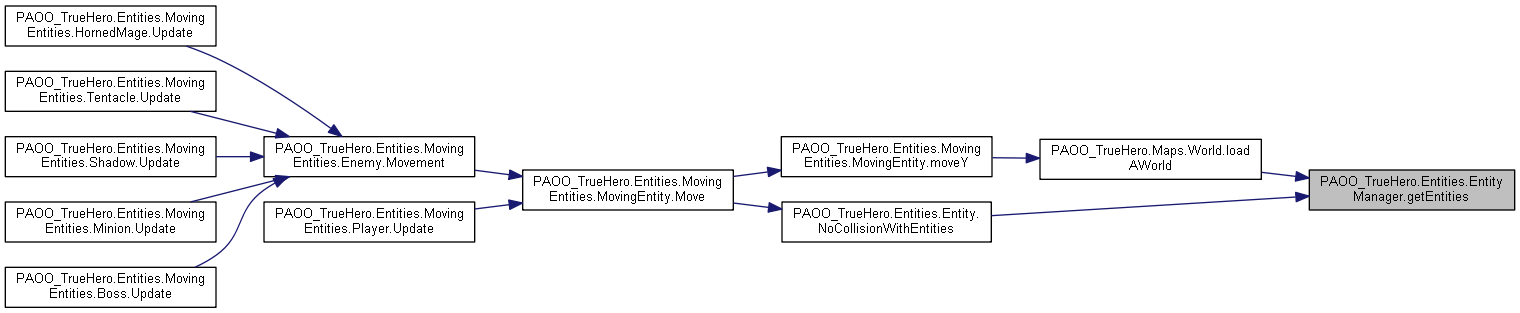 PAOO_TrueHero.Entities.Moving
Entities.HornedMage.Update
PAOO_TrueHero.Entities.Moving
Entities.Tentacle.Update
PAOO_TrueHero.Entities.Moving
Entities.Shadow.Update
PAOO_TrueHero.Entities.Moving
Entities.Minion.Update
PAOO_TrueHero.Entities.Moving
Entities.Boss.Update
PAOO_TrueHero.Entities.Moving
Entities.Enemy.Movement
PAOO_TrueHero.Entities.Moving
Entities.Player.Update
PAOO_TrueHero.Entities.Moving
Entities.MovingEntity.Move
PAOO_TrueHero.Entities.Moving
Entities.MovingEntity.moveY
PAOO_TrueHero.Entities.Entity.
NoCollisionWithEntities
PAOO_TrueHero.Maps.World.load
AWorld
PAOO_TrueHero.Entities.Entity
Manager.getEntities